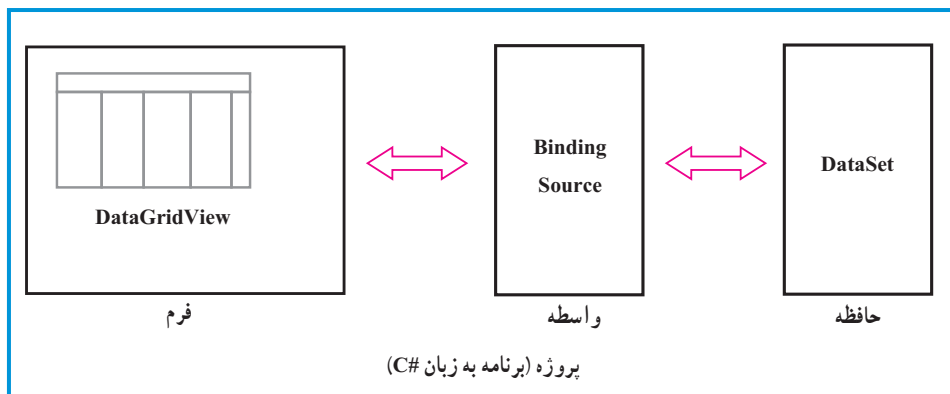 DataGridView
Binding
Source
DataSet
فرم
واسطه
حافظه
پروژه (برنامه به زبان C#)